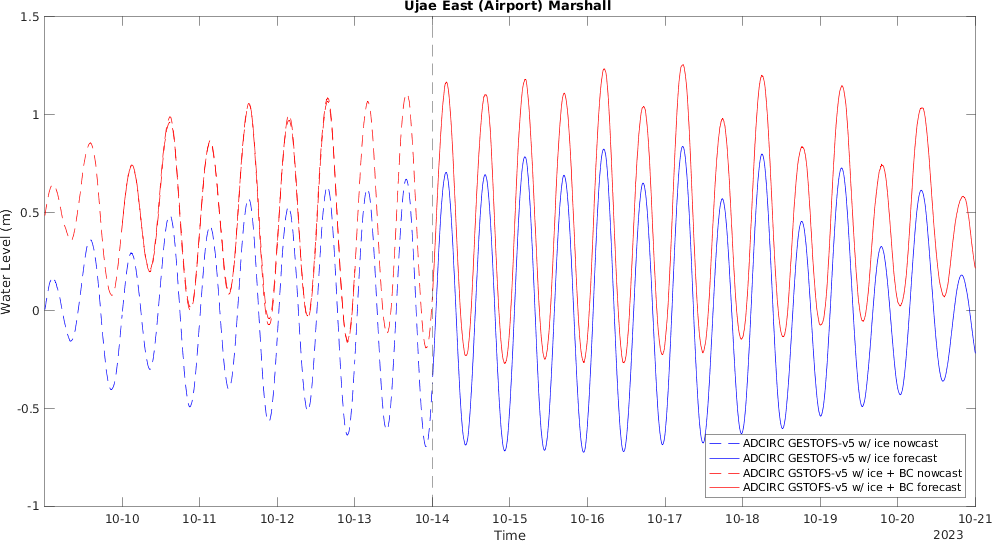 Ujae East (Airport) Marshall
1.5
1
0.5
0
-0.5
-1
Water Level (m)
ADCIRC GESTOFS-v5 w/ ice nowcast
ADCIRC GESTOFS-v5 w/ ice forecast
ADCIRC GSTOFS-v5 w/ ice + BC nowcast
ADCIRC GSTOFS-v5 w/ ice + BC forecast
10-10 10-11 10-12 10-13 10-14 10-15 10-16 10-17 10-18 10-19 10-20 10-21
Time
2023